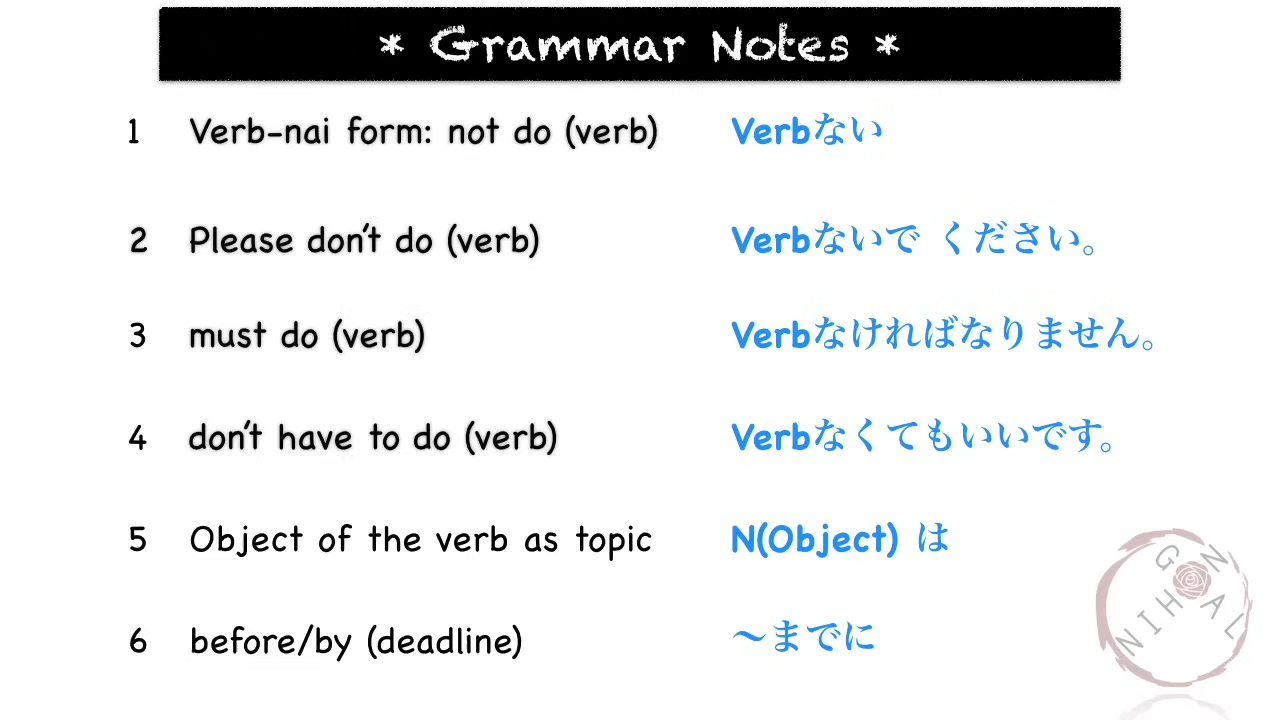 * Grammar Notes *
1 Verb-nai form: not do (verb) Verbない
2 Please don't do (verb) Verbないで ください。
3 must do (verb) Verbなければなりません。
4 don't have to do (verb) Verbなくてもいいです。
5 Object of the verb as topic N(Object) は
6 before/by (deadline) 〜までに
NIHONGAL